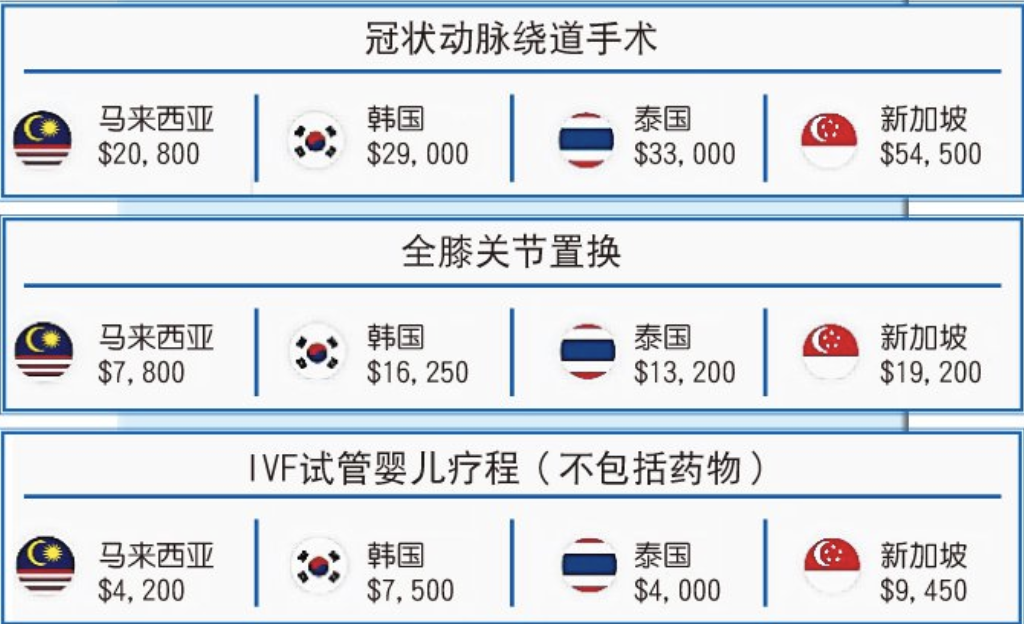 冠状动脉绕道手术
马来西亚
$20,800
韩国
$29,000
泰国
$33,000
新加坡
$54,500
全膝关节置换
马来西亚
$7,800
韩国
$16,250
泰国
$13,200
新加坡
$19,200
IVF试管婴儿疗程（不包括药物）
马来西亚
$4,200
韩国
$7,500
泰国
$4,000
新加坡
$9,450